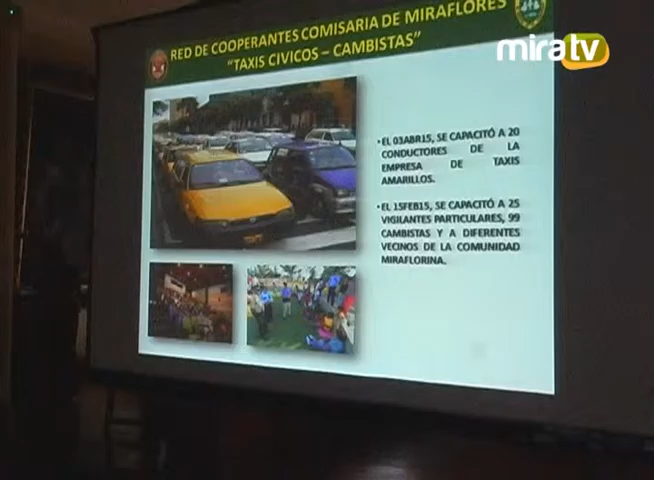 RED DE COOPERANTES COMISARIA DE MIRAFLORES
"TAXIS CIVICOS – CAMBISTAS"
miratv
•EL 03ABR15, SE CAPACITÓ A 20
CONDUCTORES DE LA
EMPRESA DE TAXIS
AMARILLOS.
•EL 15FEB15, SE CAPACITÓ A 25
VIGILANTES PARTICULARES, 99
CAMBISTAS Y A DIFERENTES
VECINOS DE LA COMUNIDAD
MIRAFLORINA.